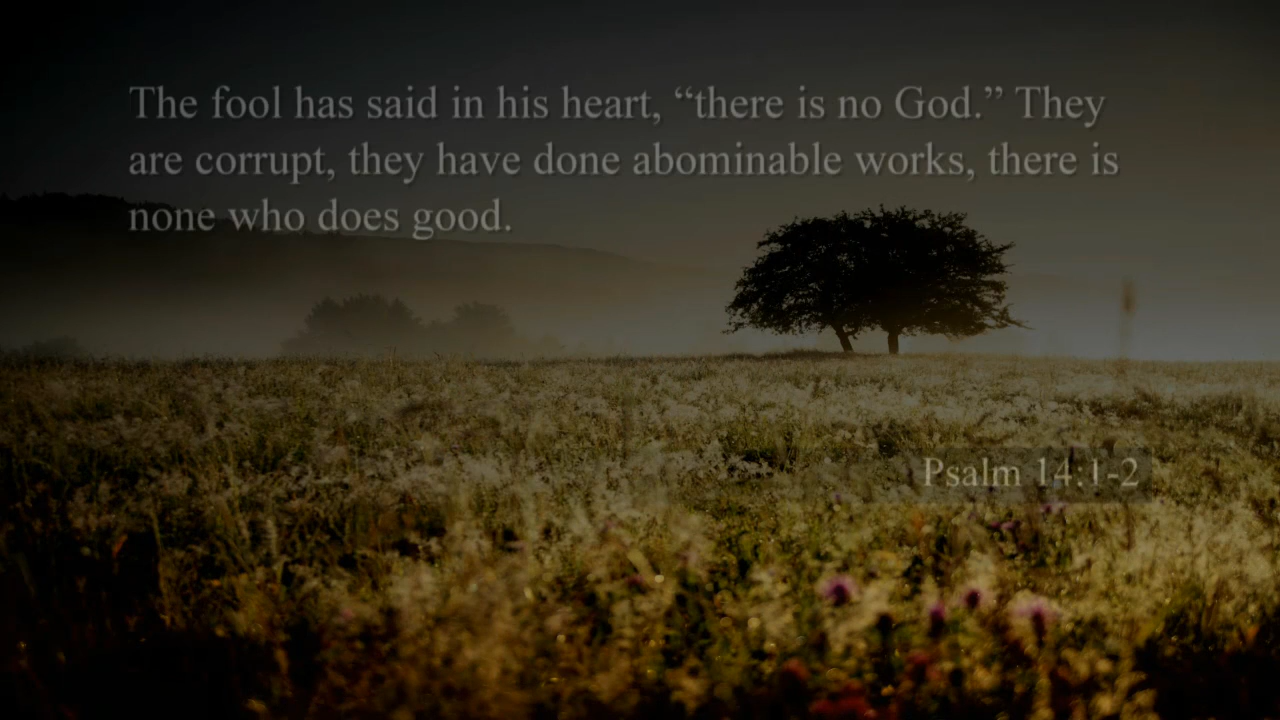 The fool has said in his heart, “there is no God.” They
are corrupt, they have done abominable works, there is
none who does good.
Psalm 14:1-2